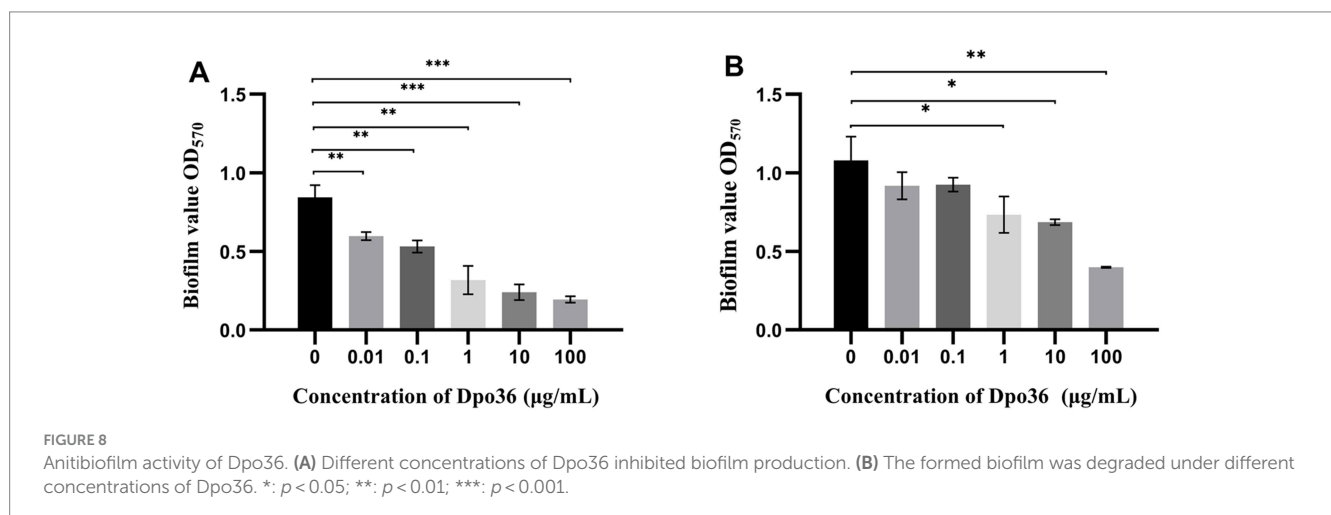 A
B
***
***
**
**
**
**
*
*
1.5
1.0
0.5
0.0
Biofilm value OD570
0 0.01 0.1 1 10 100
Concentration of Dpo36 (µg/mL)
1.5
1.0
0.5
0.0
Biofilm value OD570
0 0.01 0.1 1 10 100
Concentration of Dpo36 (µg/mL)
FIGURE 8
Anitibiofilm activity of Dpo36. (A) Different concentrations of Dpo36 inhibited biofilm production. (B) The formed biofilm was degraded under different
concentrations of Dpo36. *: p < 0.05; **: p < 0.01; ***: p < 0.001.